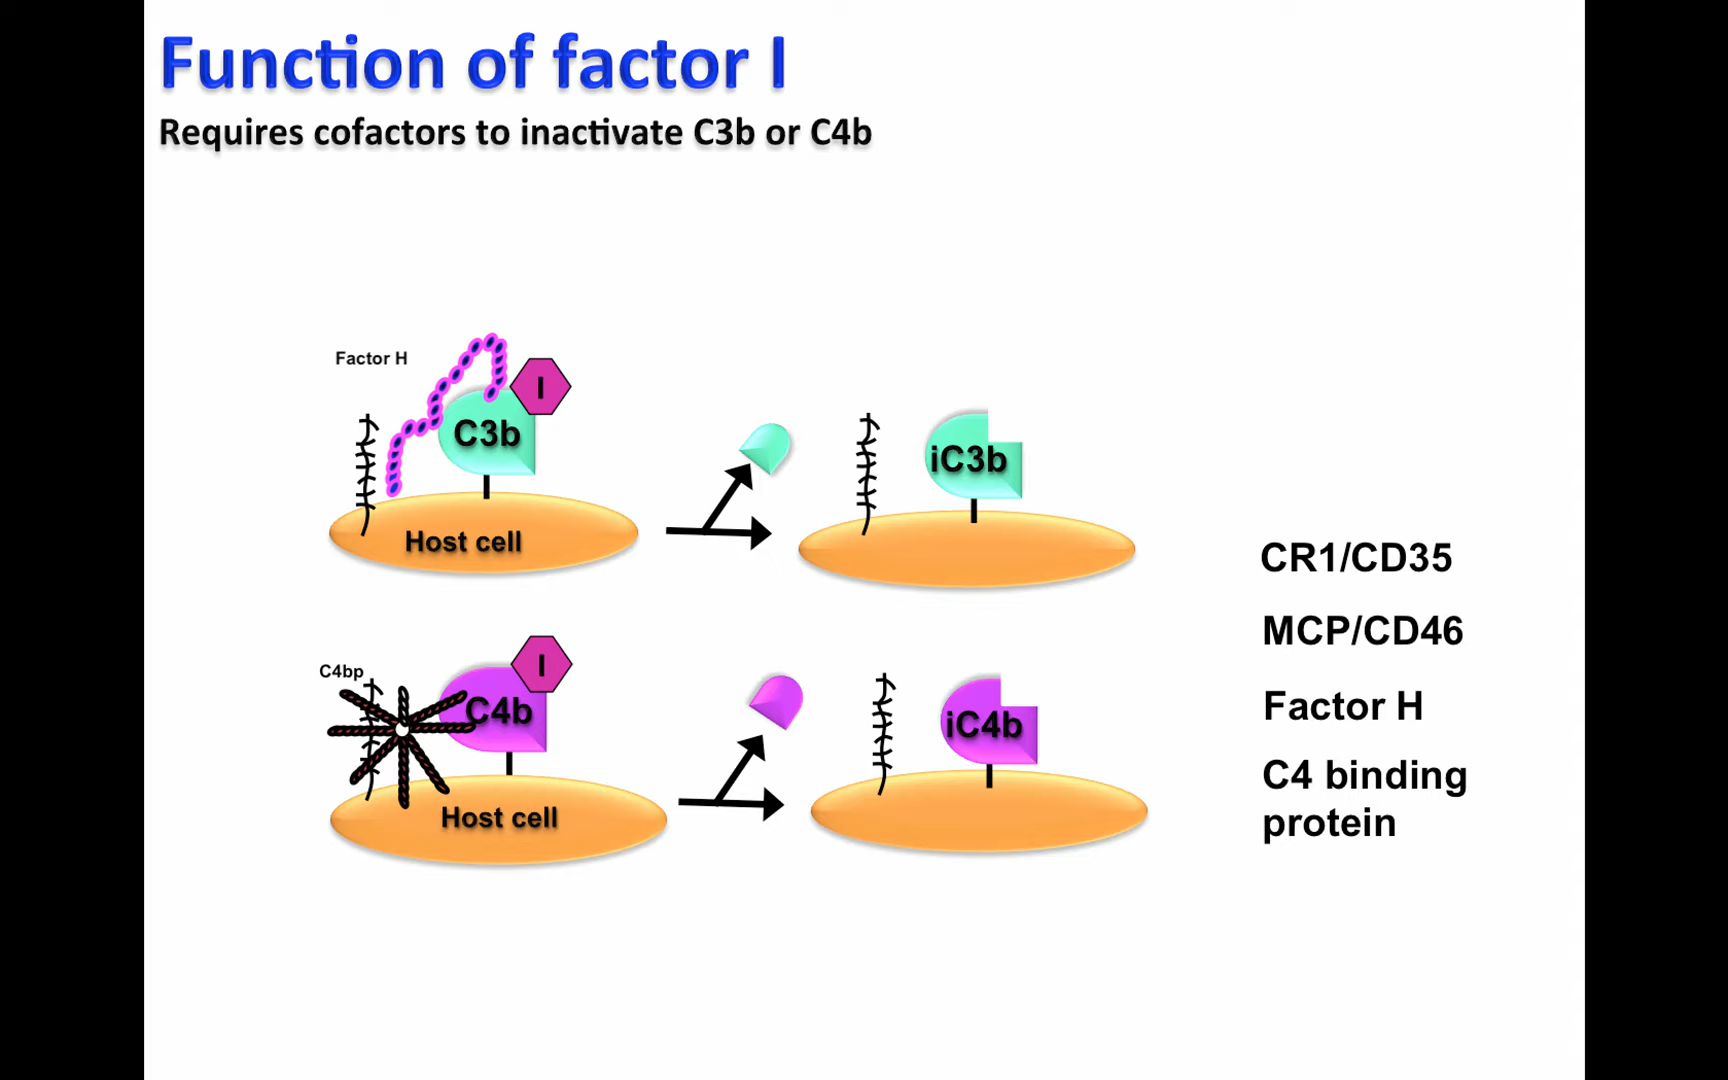 Function of factor I
Requires cofactors to inactivate C3b or C4b
Factor H
I
C3b
Host cell
iC3b
C4bp
I
C4b
Host cell
iC4b
CR1/CD35
MCP/CD46
Factor H
C4 binding
protein